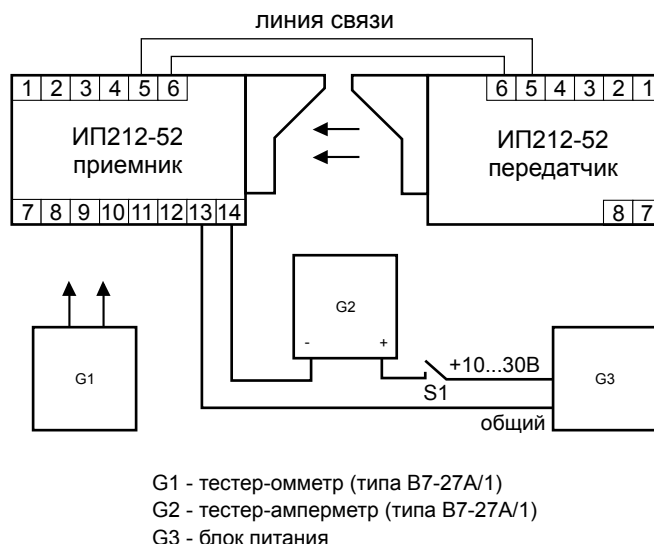 линия связи
1 2 3 4 5 6
6 5 4 3 2 1
ИП212-52
приемник
ИП212-52
передатчик
7 8 9 10 11 12 13 14
8 7
G1
G2
- +
S1
+10...30В
общий
G3
G1 - тестер-омметр (типа В7-27А/1)
G2 - тестер-амперметр (типа В7-27А/1)
G3 - блок питания